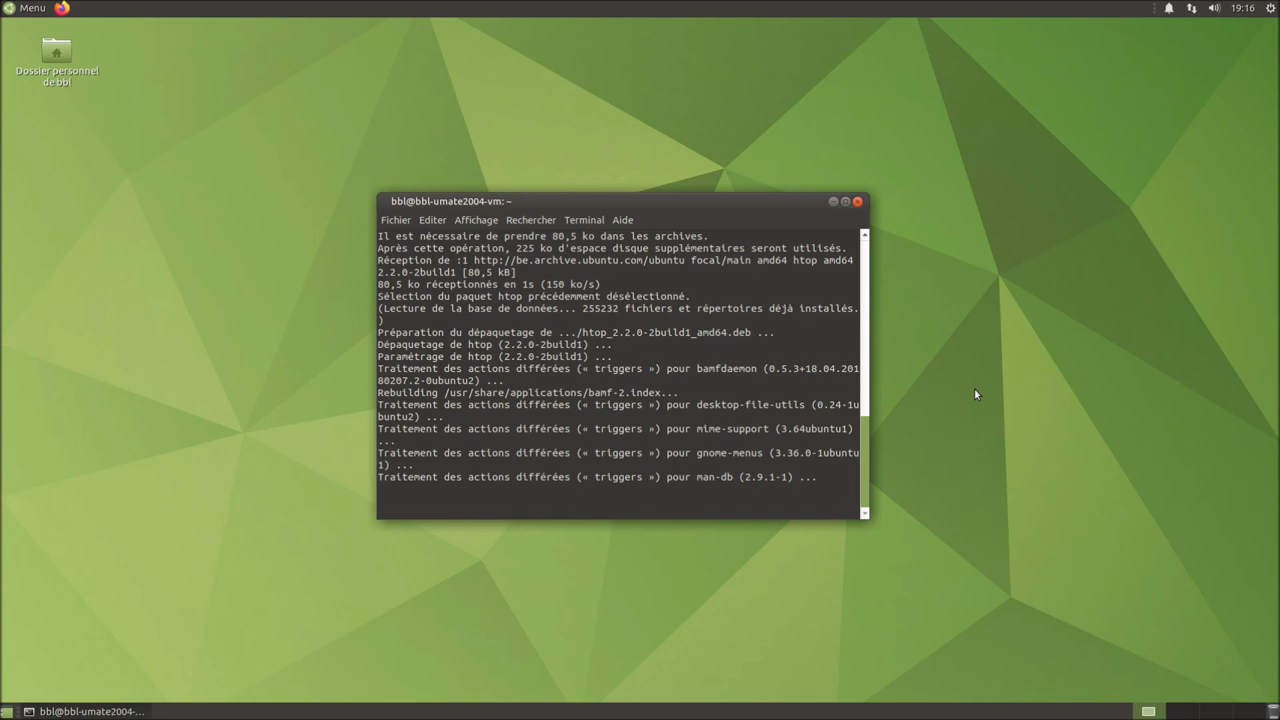 Menu
19:16
Dossier personnel
de bbl
bbl@bbl-umate2004-vm: ~
Fichier Editer Affichage Rechercher Terminal Aide
Il est nécessaire de prendre 80,5 ko dans les archives.
Après cette opération, 225 ko d'espace disque supplémentaires seront utilisés.
Réception de :1 http://be.archive.ubuntu.com/ubuntu focal/main amd64 htop amd64
2.2.0-2build1 [80,5 kB]
80,5 ko réceptionnés en 1s (150 ko/s)
Sélection du paquet htop précédemment désélectionné.
(Lecture de la base de données... 255232 fichiers et répertoires déjà installés.
)
Préparation du dépaquetage de .../htop_2.2.0-2build1_amd64.deb ...
Dépaquetage de htop (2.2.0-2build1) ...
Paramétrage de htop (2.2.0-2build1) ...
Traitement des actions différées (« triggers ») pour bamfdaemon (0.5.3+18.04.201
80207.2-0ubuntu2) ...
Rebuilding /usr/share/applications/bamf-2.index...
Traitement des actions différées (« triggers ») pour desktop-file-utils (0.24-1u
buntu2) ...
Traitement des actions différées (« triggers ») pour mime-support (3.64ubuntu1)
...
Traitement des actions différées (« triggers ») pour gnome-menus (3.36.0-1ubuntu
1) ...
Traitement des actions différées (« triggers ») pour man-db (2.9.1-1) ...
bbl@bbl-umate2004-...